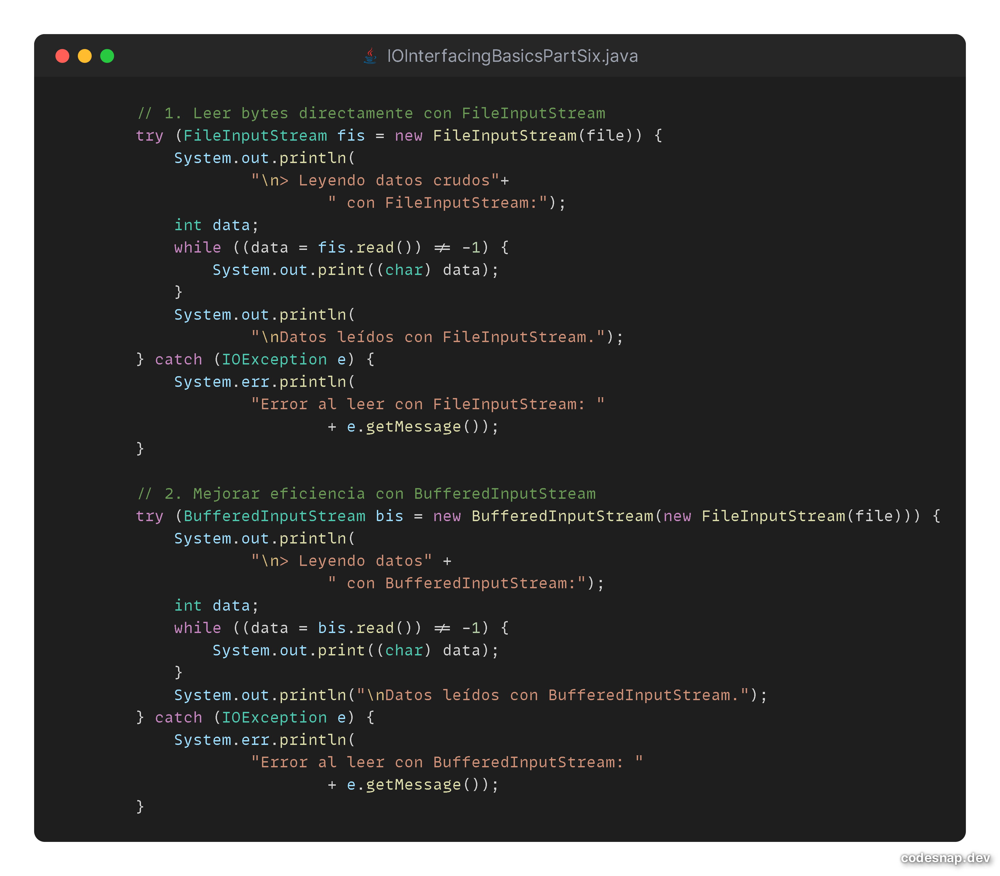 IOInterfacingBasicsPartSix.java
// 1. Leer bytes directamente con FileInputStream
try (FileInputStream fis = new FileInputStream(file)) {
System.out.println(
"\n> Leyendo datos crudos"+
" con FileInputStream:");
int data;
while ((data = fis.read()) != -1) {
System.out.print((char) data);
}
System.out.println(
"\nDatos leídos con FileInputStream.");
} catch (IOException e) {
System.err.println(
"Error al leer con FileInputStream: "
+ e.getMessage());
}
// 2. Mejorar eficiencia con BufferedInputStream
try (BufferedInputStream bis = new BufferedInputStream(new FileInputStream(file))) {
System.out.println(
"\n> Leyendo datos" +
" con BufferedInputStream:");
int data;
while ((data = bis.read()) != -1) {
System.out.print((char) data);
}
System.out.println("\nDatos leídos con BufferedInputStream.");
} catch (IOException e) {
System.err.println(
"Error al leer con BufferedInputStream: "
+ e.getMessage());
}
codesnap.dev